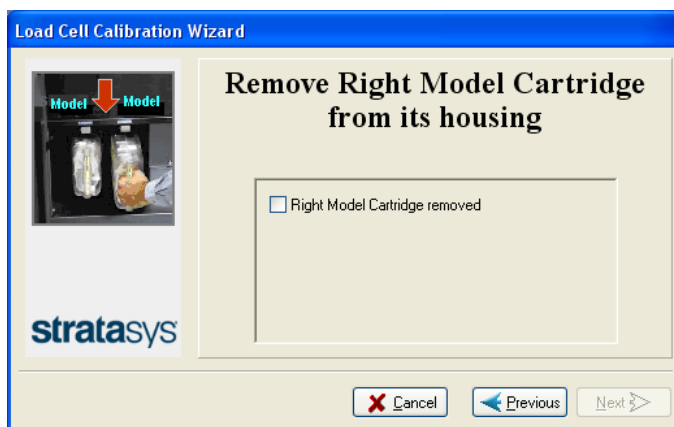 Load Cell Calibration Wizard
Model Model
Remove Right Model Cartridge
from its housing
Right Model Cartridge removed
stratasys
Cancel Previous Next